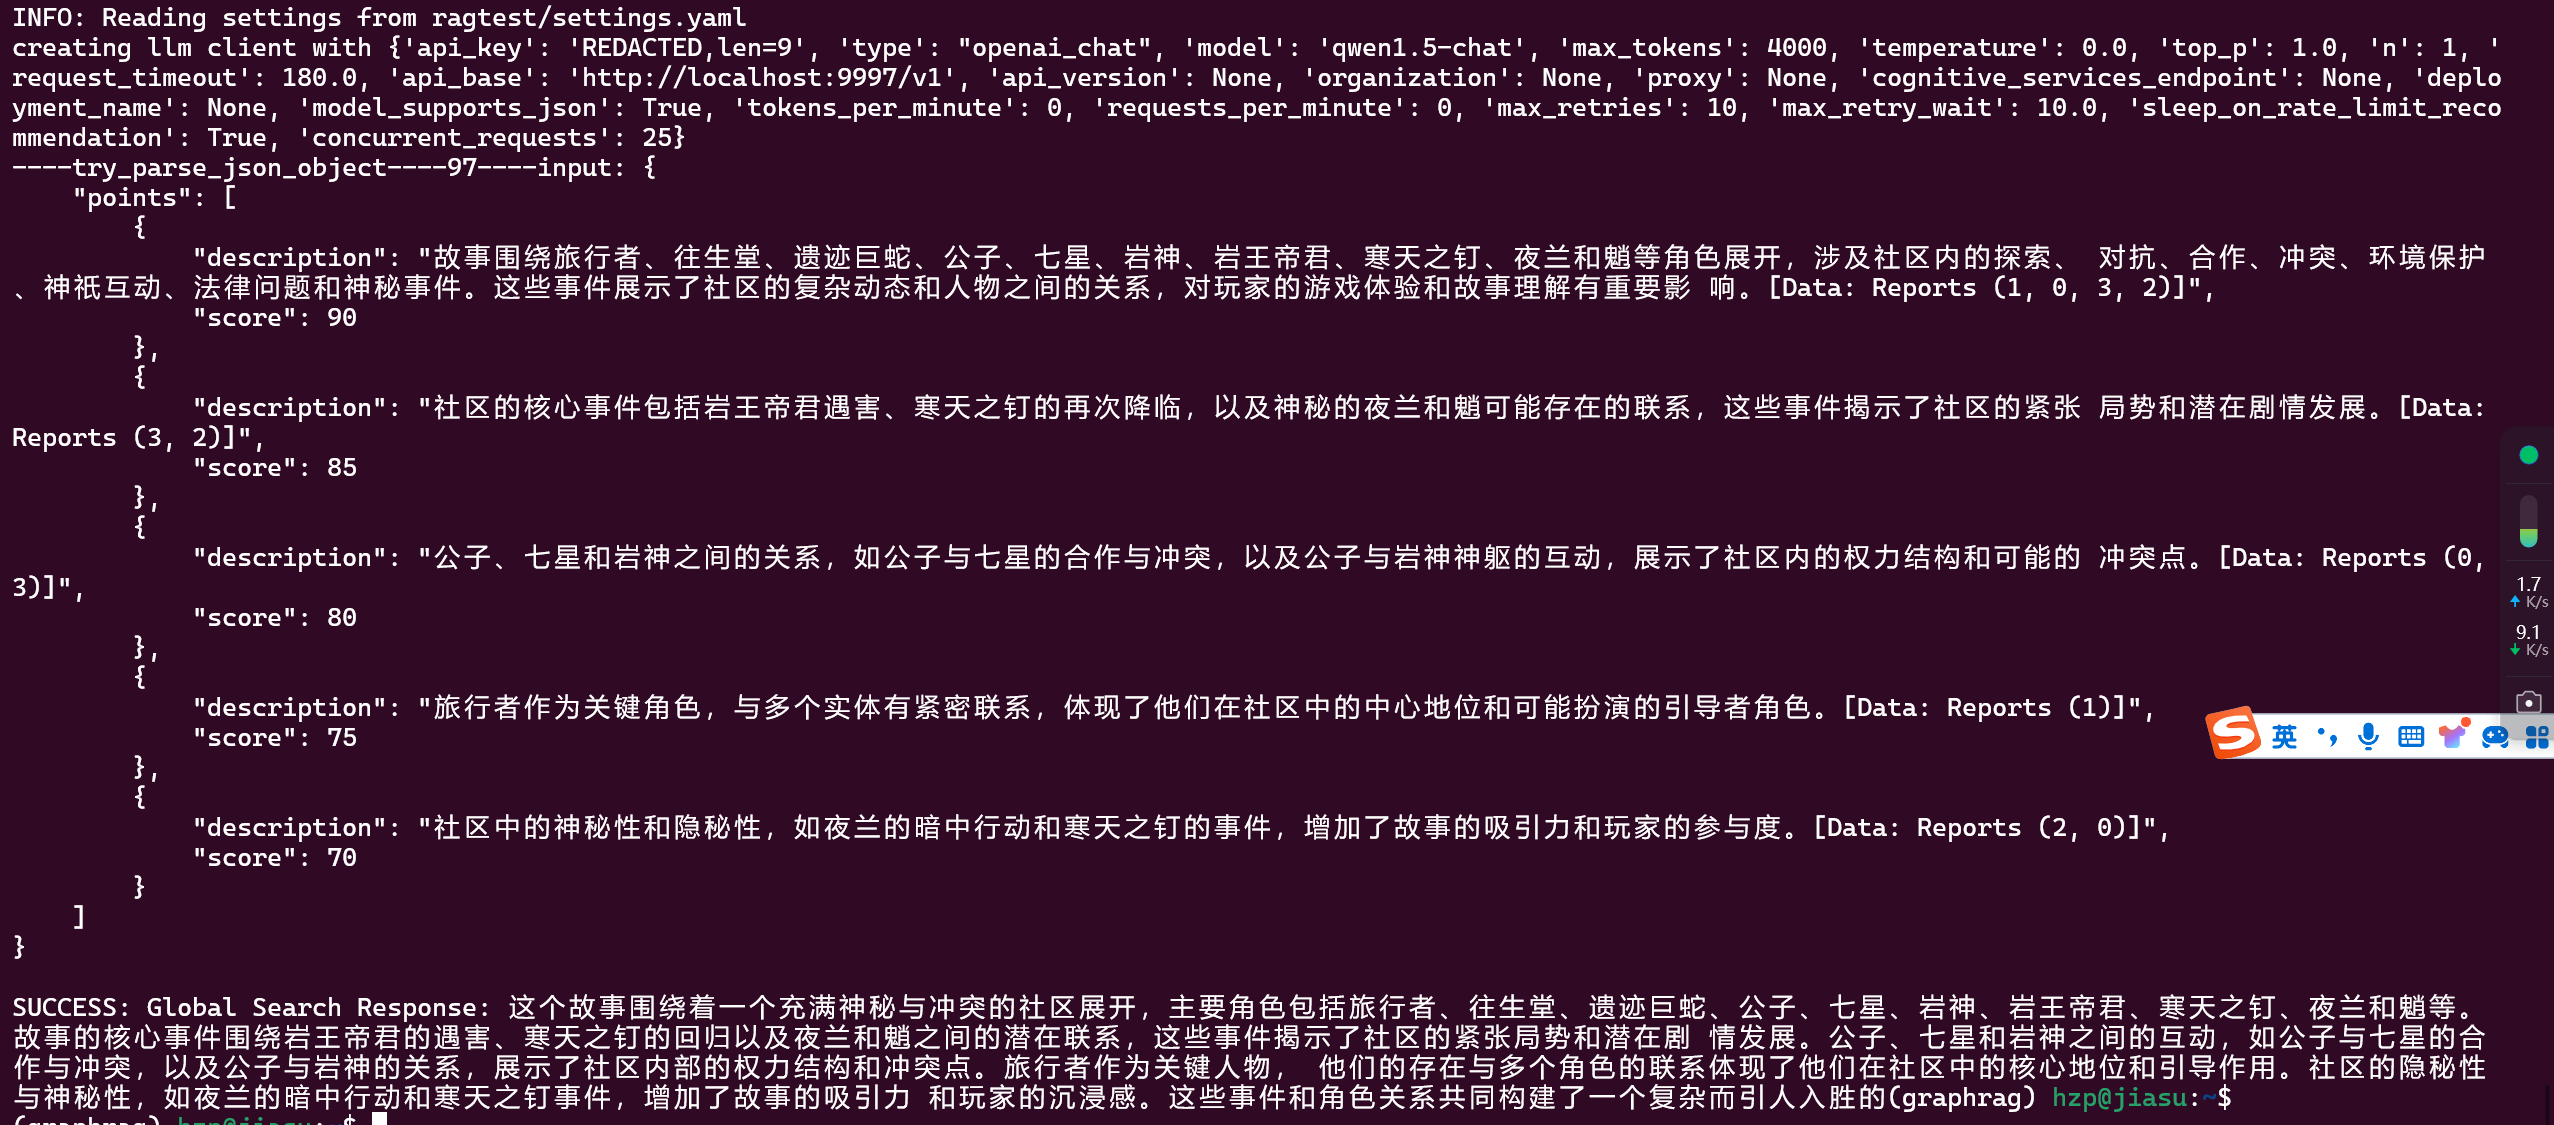 INFO: Reading settings from ragtest/settings.yaml
creating llm client with {'api_key': 'REDACTED,len=9', 'type': "openai_chat", 'model': 'qwen1.5-chat', 'max_tokens': 4000, 'temperature': 0.0, 'top_p': 1.0, 'n': 1, '
request_timeout': 180.0, 'api_base': 'http://localhost:9997/v1', 'api_version': None, 'organization': None, 'proxy': None, 'cognitive_services_endpoint': None, 'deplo
yment_name': None, 'model_supports_json': True, 'tokens_per_minute': 0, 'requests_per_minute': 0, 'max_retries': 10, 'max_retry_wait': 10.0, 'sleep_on_rate_limit_reco
mmendation': True, 'concurrent_requests': 25}
----try_parse_json_object----97----input: {
    "points": [
        {
            "description": "故事围绕旅行者、往生堂、遗迹巨蛇、公子、七星、岩神、岩王帝君、寒天之钉、夜兰和魈等角色展开，涉及社区内的探索、 对抗、合作、冲突、环境保护
、神祇互动、法律问题和神秘事件。这些事件展示了社区的复杂动态和人物之间的关系，对玩家的游戏体验和故事理解有重要影 响。[Data: Reports (1, 0, 3, 2)]",
            "score": 90
        },
        {
            "description": "社区的核心事件包括岩王帝君遇害、寒天之钉的再次降临，以及神秘的夜兰和魈可能存在的联系，这些事件揭示了社区的紧张 局势和潜在剧情发展。[Data:
Reports (3, 2)]",
            "score": 85
        },
        {
            "description": "公子、七星和岩神之间的关系，如公子与七星的合作与冲突，以及公子与岩神神躯的互动，展示了社区内的权力结构和可能的 冲突点。[Data: Reports (0,
3)]",
            "score": 80
        },
        {
            "description": "旅行者作为关键角色，与多个实体有紧密联系，体现了他们在社区中的中心地位和可能扮演的引导者角色。[Data: Reports (1)]",
            "score": 75
        },
        {
            "description": "社区中的神秘性和隐秘性，如夜兰的暗中行动和寒天之钉的事件，增加了故事的吸引力和玩家的参与度。[Data: Reports (2, 0)]",
            "score": 70
        }
    ]
}
SUCCESS: Global Search Response: 这个故事围绕着一个充满神秘与冲突的社区展开，主要角色包括旅行者、往生堂、遗迹巨蛇、公子、七星、岩神、岩王帝君、寒天之钉、夜兰和魈等。
故事的核心事件围绕岩王帝君的遇害、寒天之钉的回归以及夜兰和魈之间的潜在联系，这些事件揭示了社区的紧张局势和潜在剧 情发展。公子、七星和岩神之间的互动，如公子与七星的合
作与冲突，以及公子与岩神的关系，展示了社区内部的权力结构和冲突点。旅行者作为关键人物， 他们的存在与多个角色的联系体现了他们在社区中的核心地位和引导作用。社区的隐秘性
与神秘性，如夜兰的暗中行动和寒天之钉事件，增加了故事的吸引力 和玩家的沉浸感。这些事件和角色关系共同构建了一个复杂而引人入胜的(graphrag) hzp@jiasu:~$
(graphrag) hzp@jiasu:~$
1.7
K/s
9.1
K/s
S 英